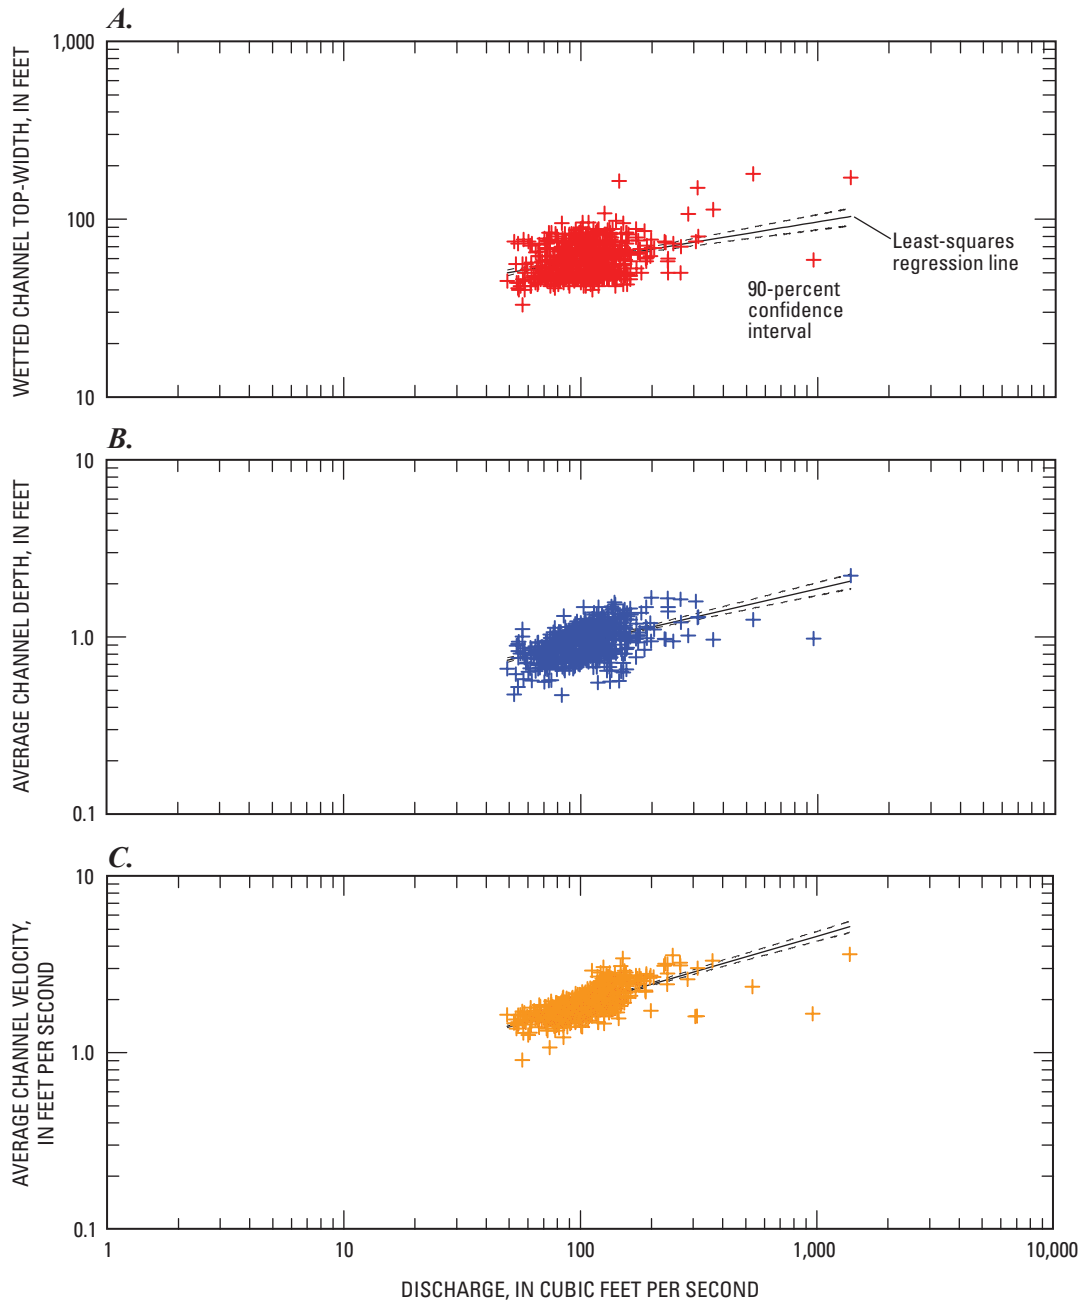 A.
WETTED CHANNEL TOP-WIDTH, IN FEET
1,000
100
10
Least-squares
regression line
90-percent
confidence
interval
B.
AVERAGE CHANNEL DEPTH, IN FEET
10
1.0
0.1
C.
AVERAGE CHANNEL VELOCITY,
IN FEET PER SECOND
10
1.0
0.1
1
10
100
1,000
10,000
DISCHARGE, IN CUBIC FEET PER SECOND